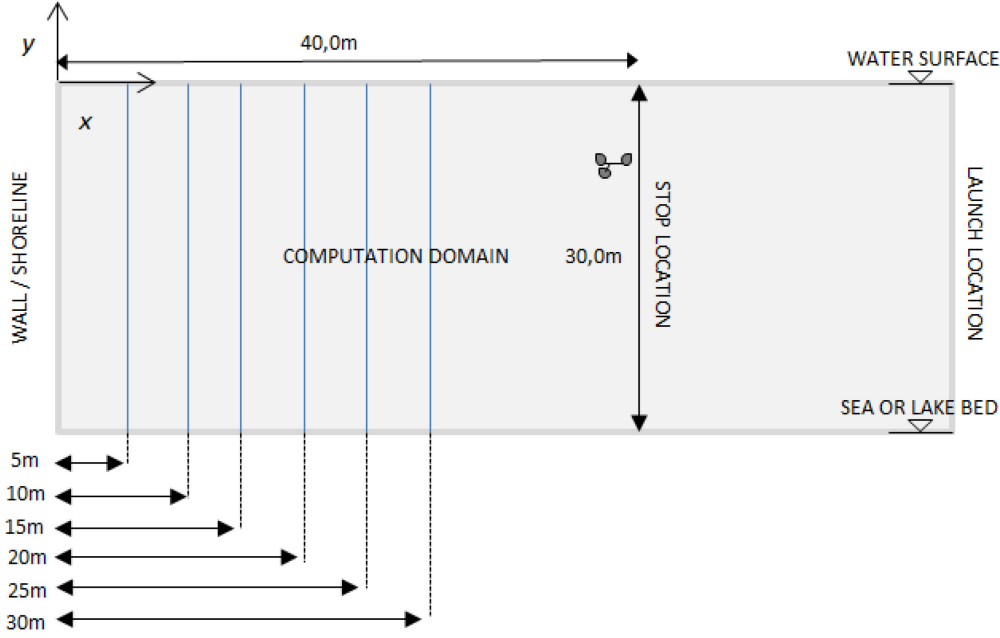 y
40,0m
WATER SURFACE
x
WALL / SHORELINE
COMPUTATION DOMAIN
30,0m
STOP LOCATION
LAUNCH LOCATION
SEA OR LAKE BED
5m
10m
15m
20m
25m
30m